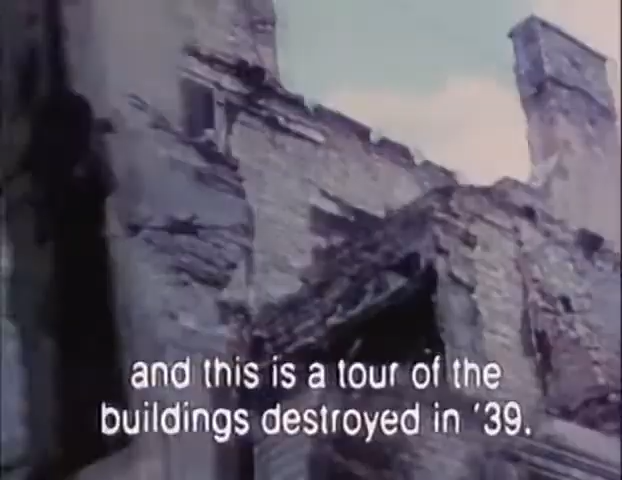 and this is a tour of the
buildings destroyed in '39.